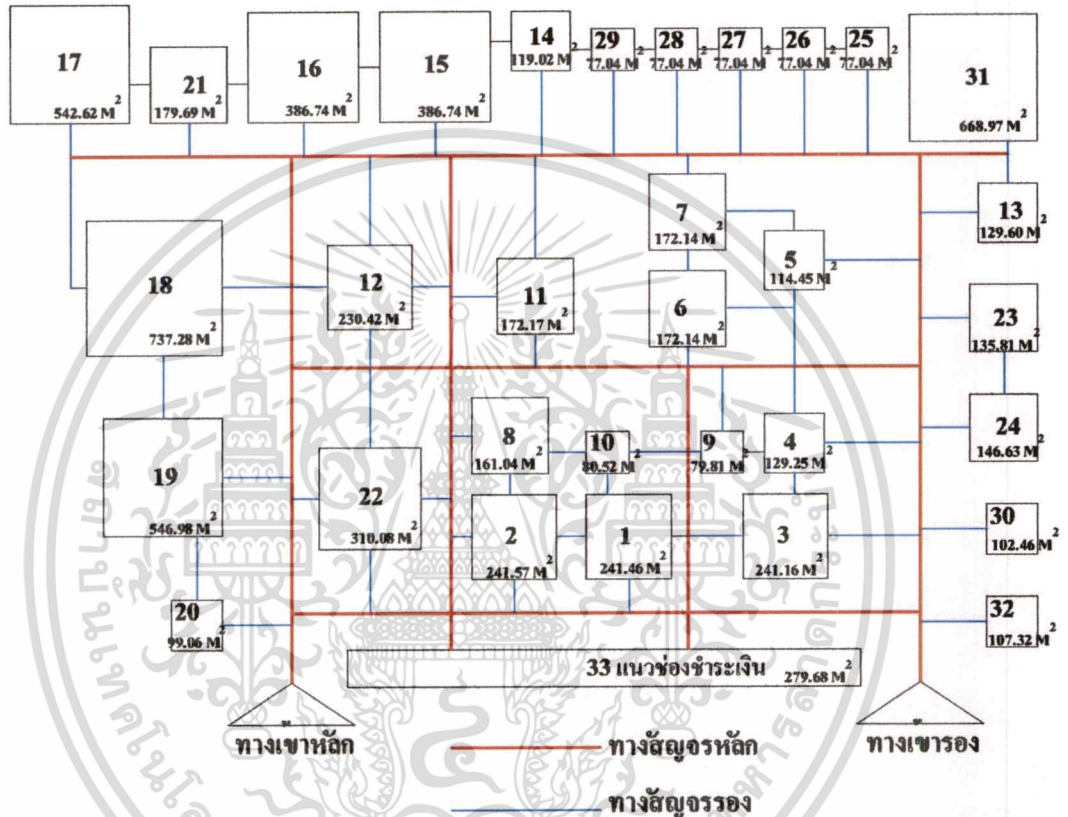 17
542.62 M²
21
179.69 M²
16
386.74 M²
15
386.74 M²
14
119.02 M²
29
77.04 M²
28
77.04 M²
27
77.04 M²
26
77.04 M²
25
77.04 M²
31
668.97 M²
18
737.28 M²
12
230.42 M²
11
172.17 M²
7
172.14 M²
5
114.45 M²
13
129.60 M²
6
172.14 M²
23
135.81 M²
19
546.98 M²
22
310.08 M²
8
161.04 M²
10
80.52 M²
9
79.81 M²
4
129.25 M²
24
146.63 M²
2
241.57 M²
1
241.46 M²
3
241.16 M²
30
102.46 M²
20
99.06 M²
32
107.32 M²
33 แนวช่องชำระเงิน 279.68 M²
ทางเข้าหลัก
ทางสัญจรหลัก
ทางเข้ารอง
ทางสัญจรรอง